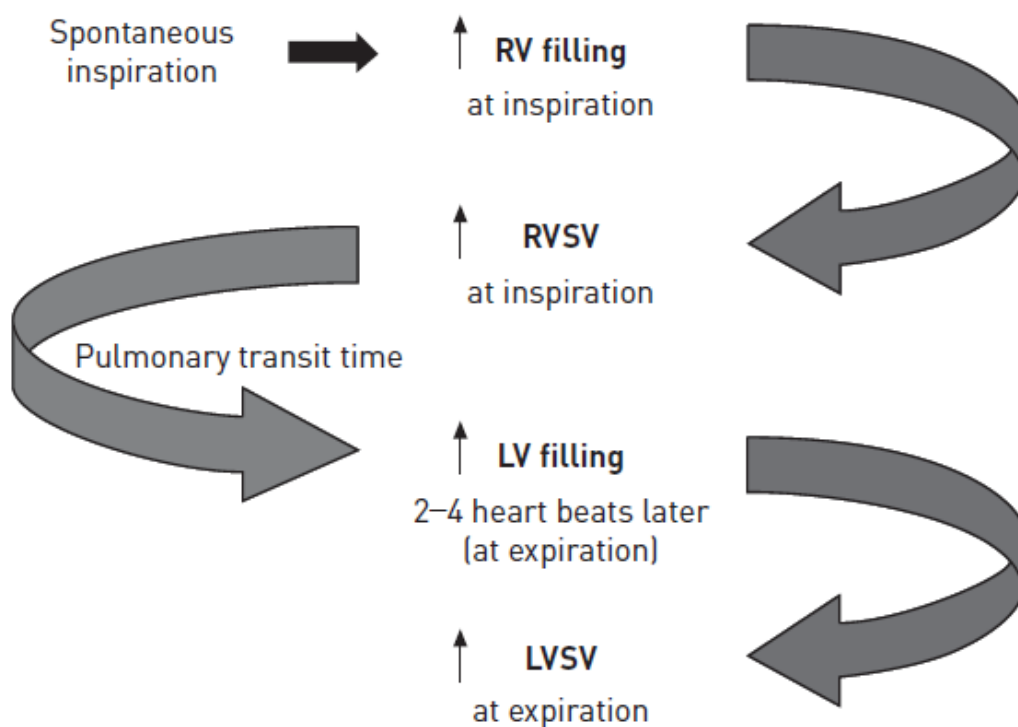 Spontaneous
inspiration
↑ RV filling
at inspiration
↑ RVSV
at inspiration
Pulmonary transit time
↑ LV filling
2–4 heart beats later
(at expiration)
↑ LVSV
at expiration